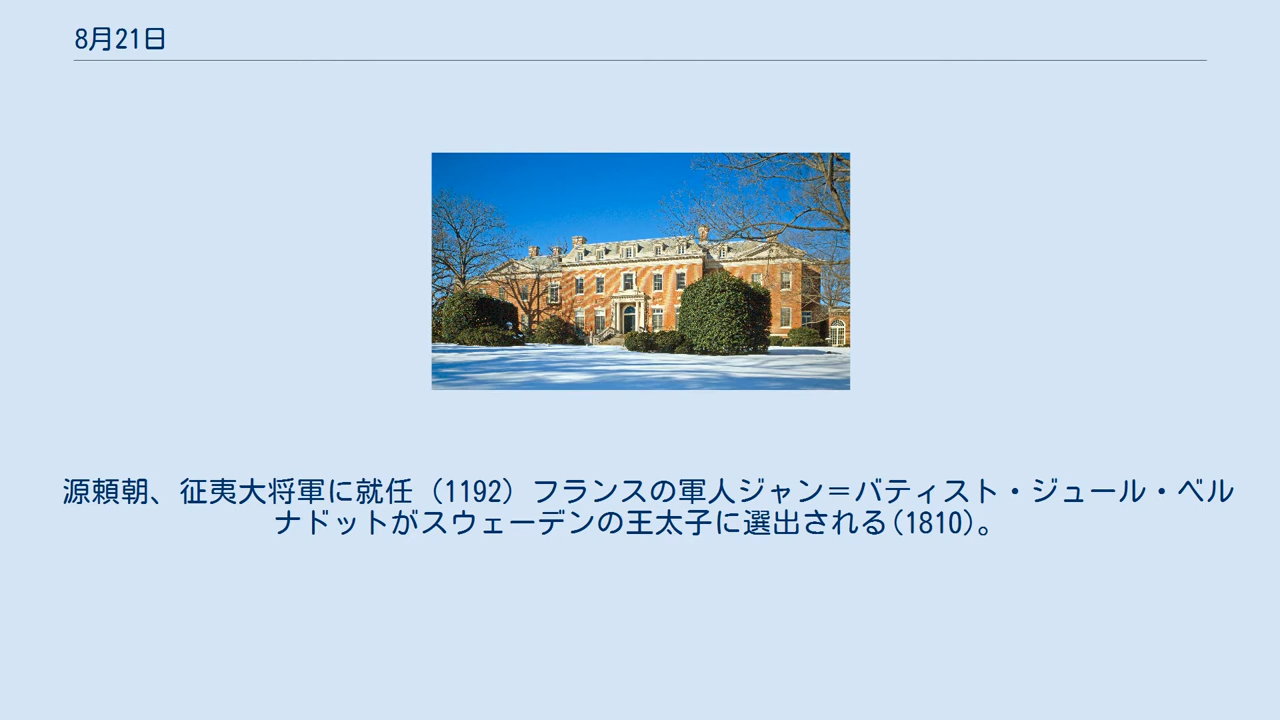 8月21日
源頼朝、征夷大将軍に就任（1192）フランスの軍人ジャン＝バティスト・ジュール・ベル
ナドットがスウェーデンの王太子に選出される(1810)。